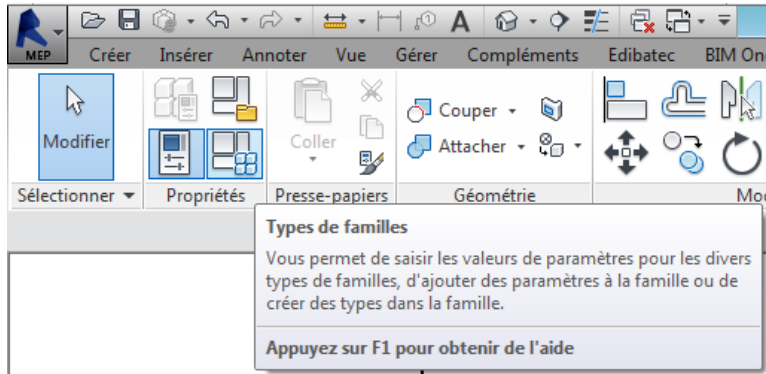 A
MEP Créer Insérer Annoter Vue Gérer Compléments Edibatec BIM On
Modifier
Coller
Couper
Attacher
Sélectionner Propriétés Presse-papiers Géométrie Mo
Types de familles
Vous permet de saisir les valeurs de paramètres pour les divers
types de familles, d'ajouter des paramètres à la famille ou de
créer des types dans la famille.
Appuyez sur F1 pour obtenir de l'aide